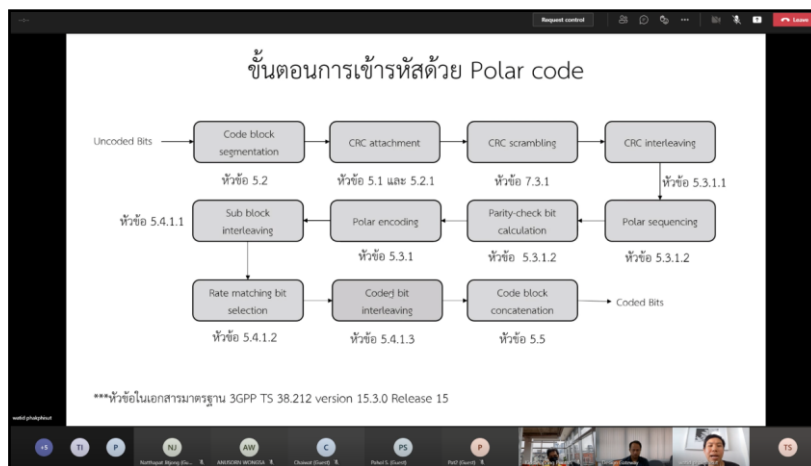 Request control
Leave
ขั้นตอนการเข้ารหัสด้วย Polar code
Uncoded Bits
Code block
segmentation
CRC attachment
CRC scrambling
CRC interleaving
หัวข้อ 5.2
หัวข้อ 5.1 และ 5.2.1
หัวข้อ 7.3.1
หัวข้อ 5.3.1.1
หัวข้อ 5.4.1.1
Sub block
interleaving
Polar encoding
Parity-check bit
calculation
Polar sequencing
หัวข้อ 5.3.1
หัวข้อ 5.3.1.2
หัวข้อ 5.3.1.2
Rate matching bit
selection
Coded bit
interleaving
Code block
concatenation
Coded Bits
หัวข้อ 5.4.1.2
หัวข้อ 5.4.1.3
หัวข้อ 5.5
***หัวข้อในเอกสารมาตรฐาน 3GPP TS 38.212 version 15.3.0 Release 15
watid phakphisut
+5
TI
P
NJ
AW
C
PS
P
TS
ANUSORN WONGSA
Chaiwat (Guest)
Pat? (Guest)